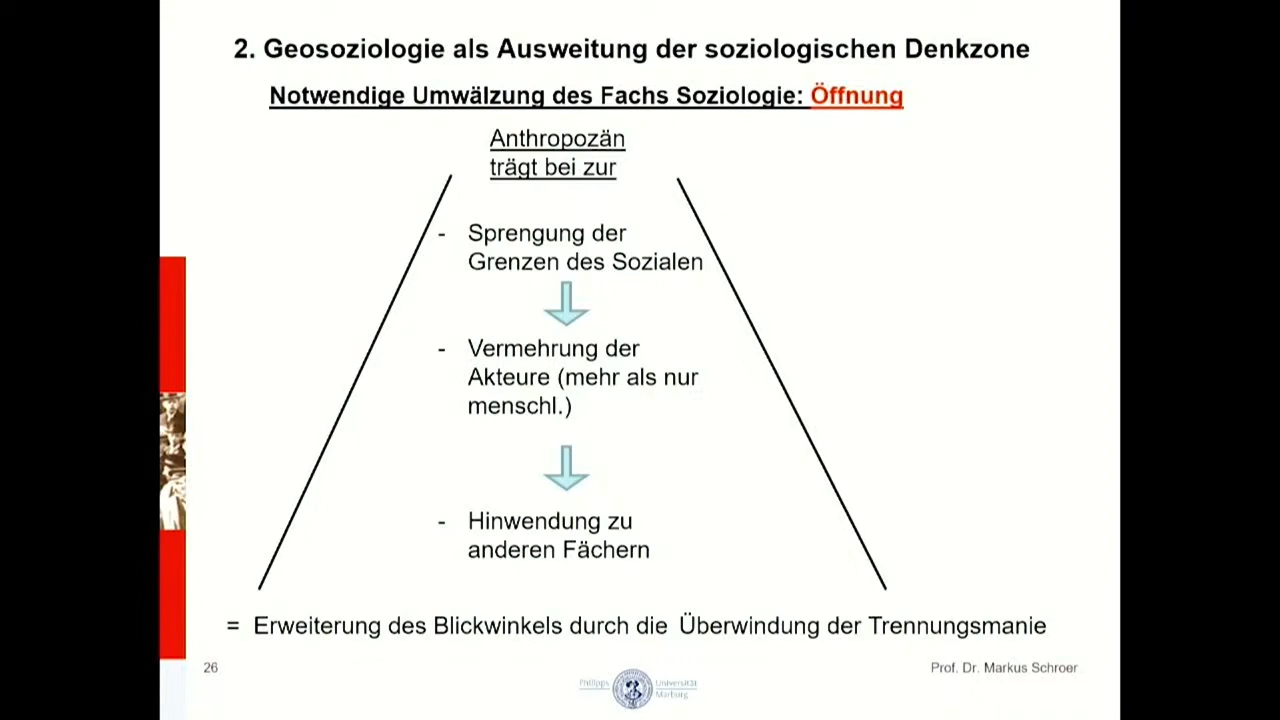 2. Geosoziologie als Ausweitung der soziologischen Denkzone
Notwendige Umwälzung des Fachs Soziologie: Öffnung
Anthropozän
trägt bei zur
- Sprengung der
Grenzen des Sozialen
- Vermehrung der
Akteure (mehr als nur
menschl.)
- Hinwendung zu
anderen Fächern
= Erweiterung des Blickwinkels durch die Überwindung der Trennungsmanie
26
Prof. Dr. Markus Schroer
Philipps Universität
Marburg